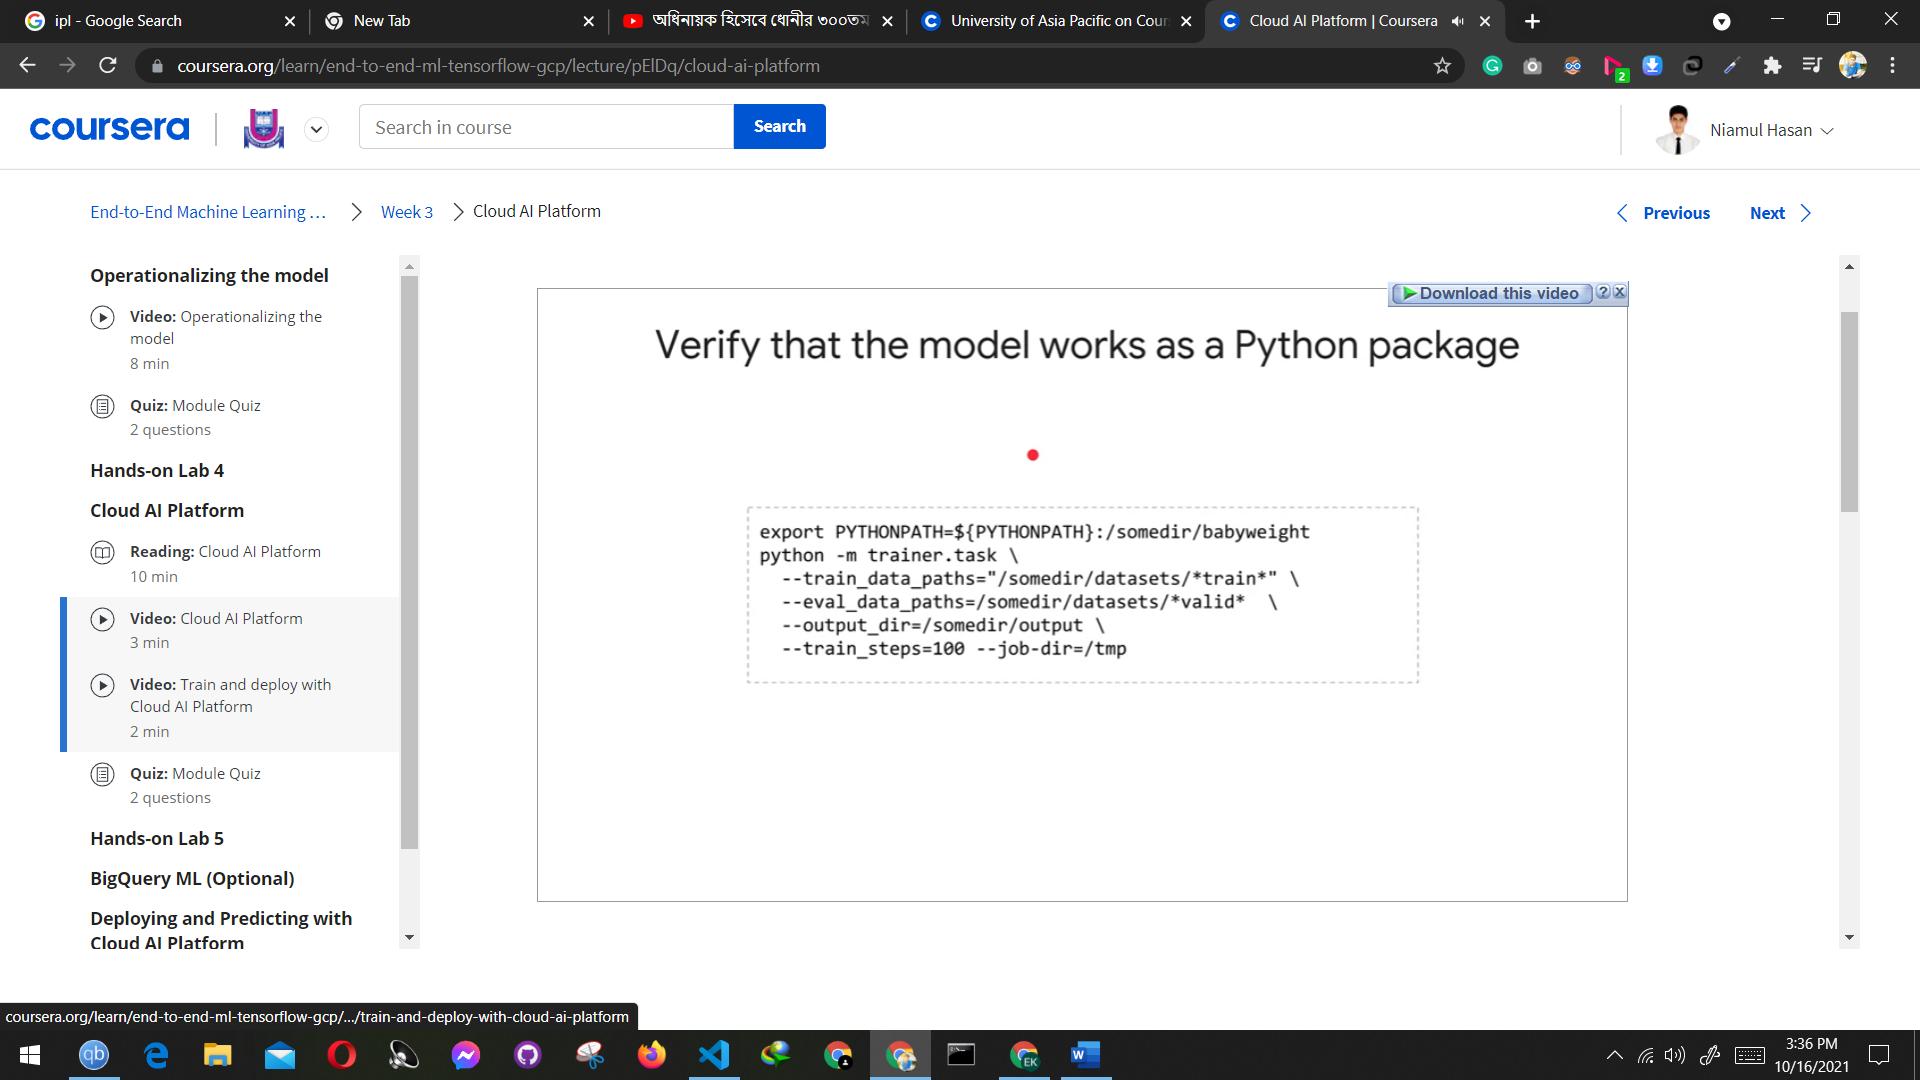 ipl - Google Search
New Tab
অধিনায়ক হিসেবে ধোনীর ৩০০তম
University of Asia Pacific on Cour
Cloud AI Platform | Coursera
coursera.org/learn/end-to-end-ml-tensorflow-gcp/lecture/pElDq/cloud-ai-platform
2
coursera
Search in course
Search
Niamul Hasan
End-to-End Machine Learning …
Week 3
Cloud AI Platform
Previous
Next
Operationalizing the model
Video: Operationalizing the
model
8 min
Quiz: Module Quiz
2 questions
Hands-on Lab 4
Cloud AI Platform
Reading: Cloud AI Platform
10 min
Video: Cloud AI Platform
3 min
Video: Train and deploy with
Cloud AI Platform
2 min
Quiz: Module Quiz
2 questions
Hands-on Lab 5
BigQuery ML (Optional)
Deploying and Predicting with
Cloud AI Platform
Download this video
Verify that the model works as a Python package
export PYTHONPATH=${PYTHONPATH}:/somedir/babyweight
python -m trainer.task \
--train_data_paths="/somedir/datasets/*train*" \
--eval_data_paths=/somedir/datasets/*valid* \
--output_dir=/somedir/output \
--train_steps=100 --job-dir=/tmp
coursera.org/learn/end-to-end-ml-tensorflow-gcp/.../train-and-deploy-with-cloud-ai-platform
qb
EK
3:36 PM
10/16/2021